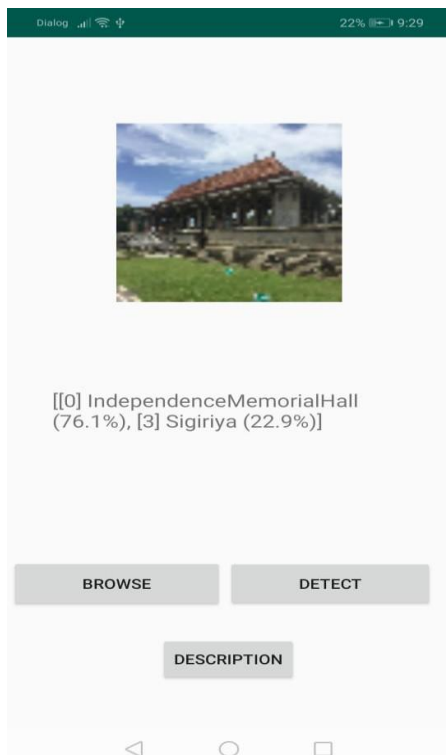 Dialog 22% 9:29
[[0] IndependenceMemorialHall
(76.1%), [3] Sigiriya (22.9%)]
BROWSE DETECT
DESCRIPTION